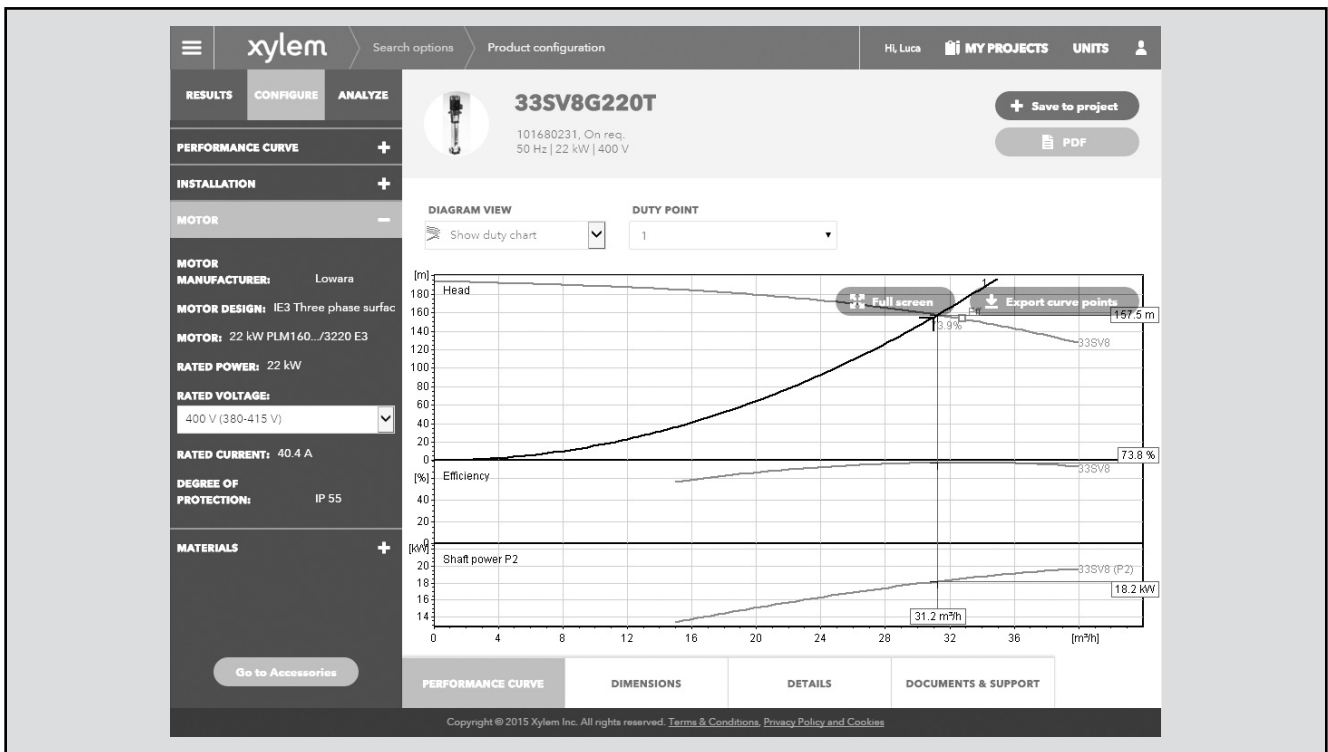 xylem
Search options
Product configuration
Hi, Luca
MY PROJECTS
UNITS
RESULTS
CONFIGURE
ANALYZE
PERFORMANCE CURVE
INSTALLATION
MOTOR
MOTOR
MANUFACTURER: Lowara
MOTOR DESIGN: IE3 Three phase surfac
MOTOR: 22 kW PLM160.../3220 E3
RATED POWER: 22 kW
RATED VOLTAGE:
400 V (380-415 V)
RATED CURRENT: 40.4 A
DEGREE OF
PROTECTION: IP 55
MATERIALS
Go to Accessories
33SV8G220T
101680231, On req.
50 Hz | 22 kW | 400 V
+ Save to project
PDF
DIAGRAM VIEW
Show duty chart
DUTY POINT
1
[m]
Head
180
160
140
120
100
80
60
40
20
0
1
Full screen
Export curve points
157.5 m
3.9%
33SV8
73.8 %
[%]
Efficiency
33SV8
40
20
0
[kW]
Shaft power P2
20
18
16
14
33SV8 (P2)
18.2 kW
31.2 m³/h
0
4
8
12
16
20
24
28
32
36
[m³/h]
PERFORMANCE CURVE
DIMENSIONS
DETAILS
DOCUMENTS & SUPPORT
Copyright © 2015 Xylem Inc. All rights reserved. Terms & Conditions, Privacy Policy and Cookies